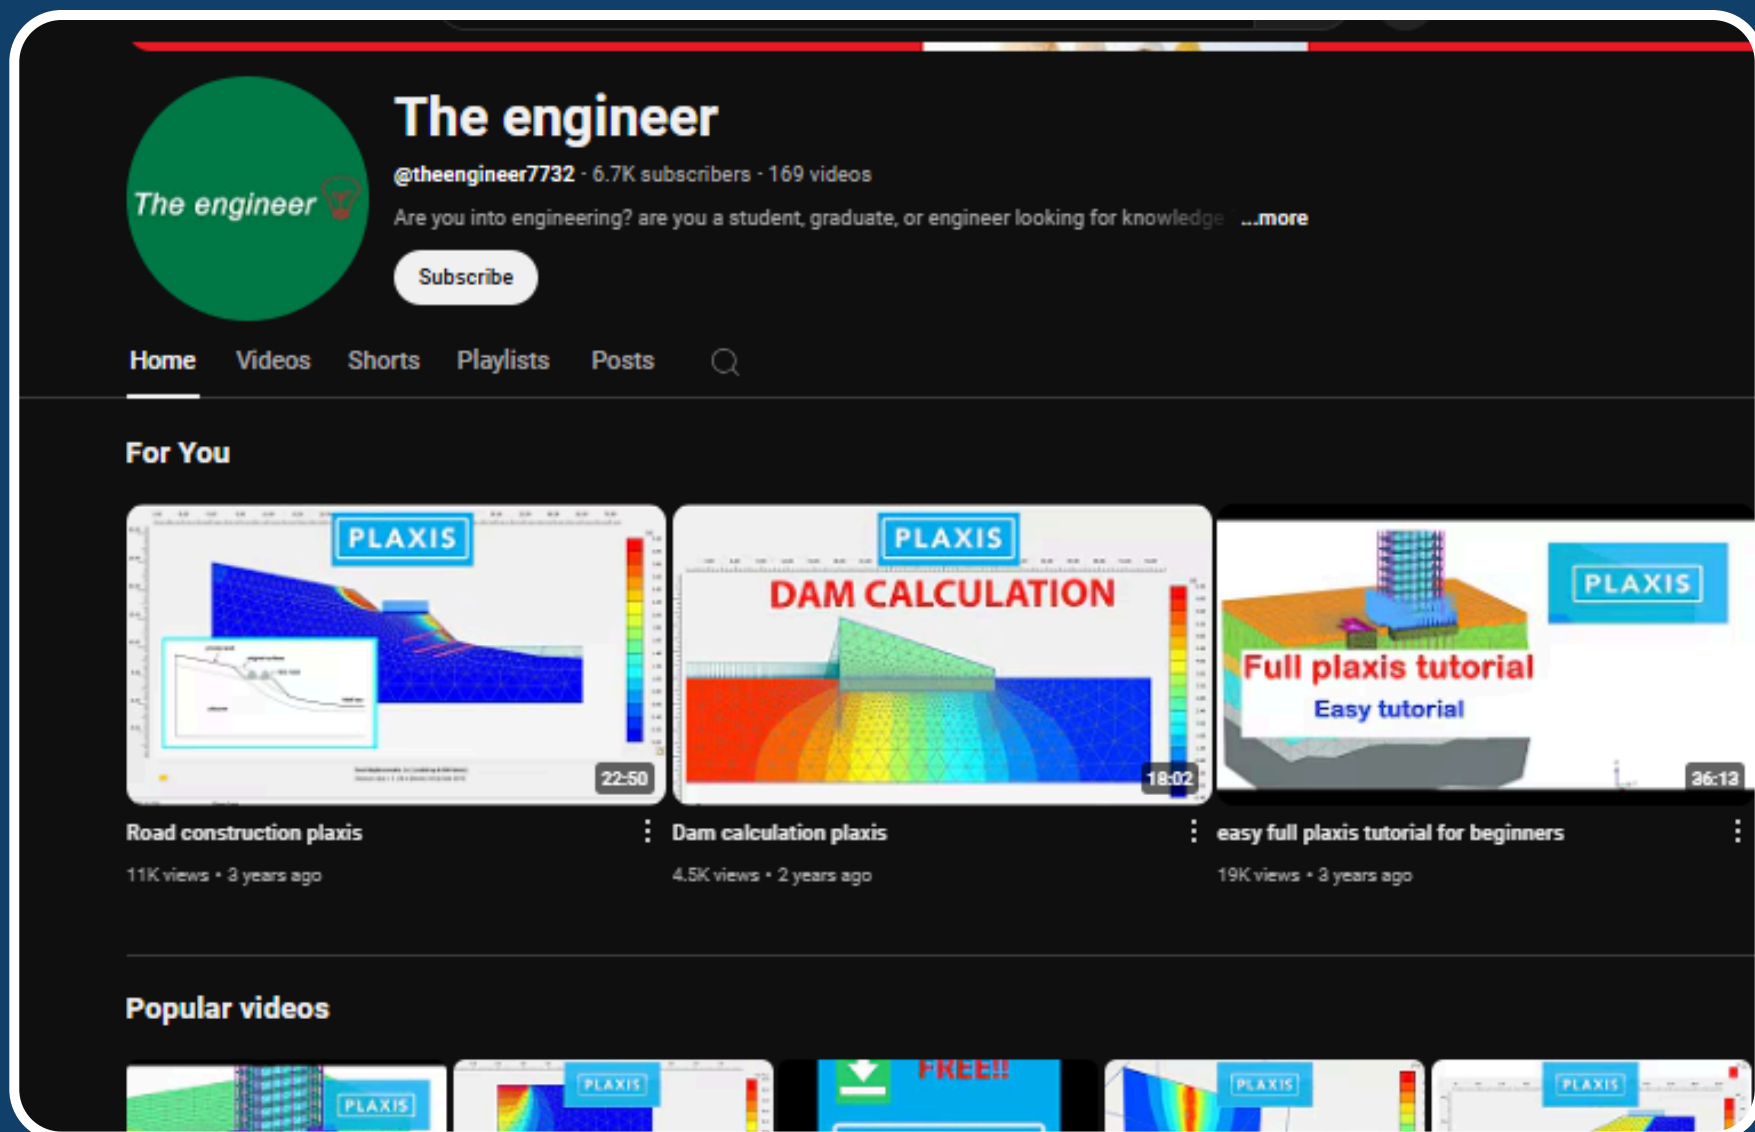 The engineer
The engineer
@theengineer7732 · 6.7K subscribers · 169 videos
Are you into engineering? are you a student, graduate, or engineer looking for knowledge ...more
Subscribe
Home Videos Shorts Playlists Posts
For You
PLAXIS
22:50
PLAXIS
DAM CALCULATION
18:02
PLAXIS
Full plaxis tutorial
Easy tutorial
36:13
Road construction plaxis
11K views • 3 years ago
Dam calculation plaxis
4.5K views • 2 years ago
easy full plaxis tutorial for beginners
19K views • 3 years ago
Popular videos
PLAXIS
PLAXIS
FREE!!
PLAXIS
PLAXIS